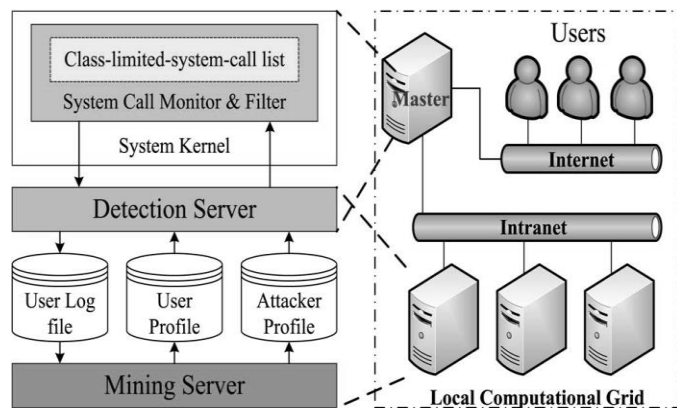 Class-limited-system-call list
System Call Monitor & Filter
System Kernel
Detection Server
User Log
file
User
Profile
Attacker
Profile
Mining Server
Users
Master
Internet
Intranet
Local Computational Grid